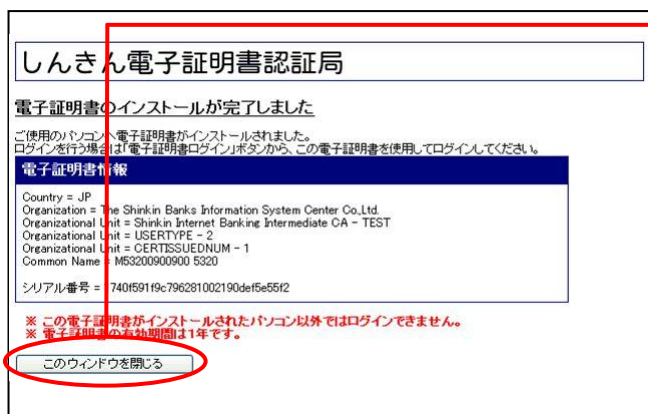 しんきん電子証明書認証局
電子証明書のインストールが完了しました
ご使用のパソコンへ電子証明書がインストールされました。
ログインを行う場合は「電子証明書ログイン」ボタンから、この電子証明書を使用してログインしてください。
電子証明書情報
Country = JP
Organization = The Shinkin Banks Information System Center Co.,Ltd.
Organizational Unit = Shinkin Internet Banking Intermediate CA - TEST
Organizational Unit = USERTYPE - 2
Organizational Unit = CERTISSUEDNUM - 1
Common Name = M53200900900 5320
シリアル番号 = 740f591f9c796281002190def5e55f2
※ この電子証明書がインストールされたパソコン以外ではログインできません。
※ 電子証明書の有効期間は1年です。
このウィンドウを閉じる